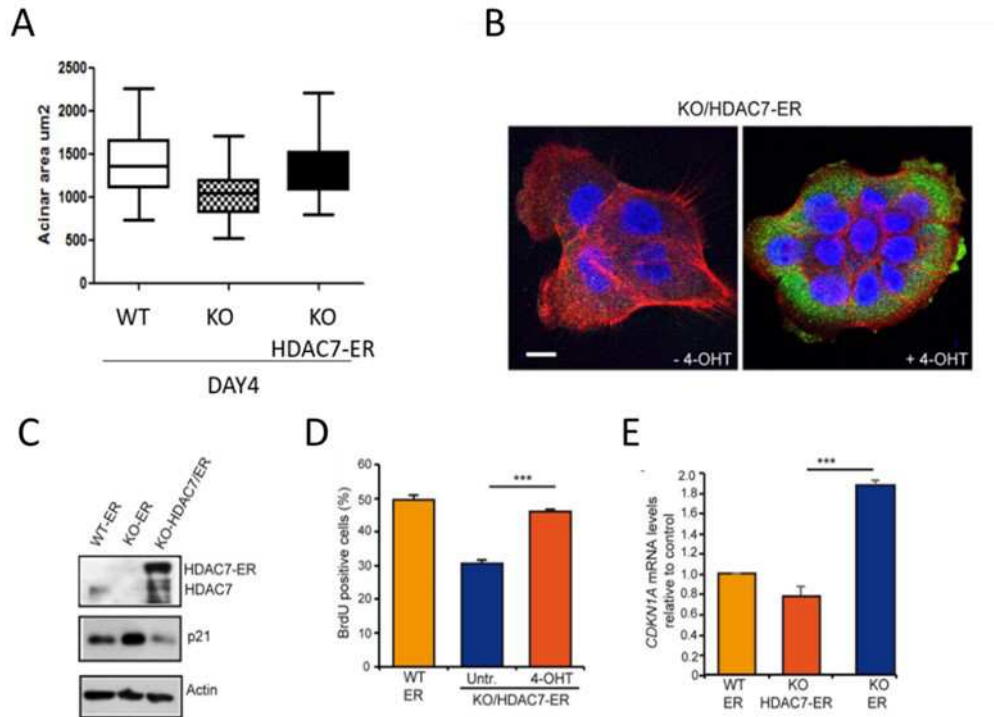 A
Acinar area um2
2500
2000
1500
1000
500
0
WT
KO
KO
HDAC7-ER
DAY4
B
KO/HDAC7-ER
- 4-OHT
+ 4-OHT
C
WT-ER
KO-ER
KO-HDAC7/ER
HDAC7-ER
HDAC7
p21
Actin
D
BrdU positive cells (%)
60
50
40
30
20
10
0
***
WT
ER
Untr.
4-OHT
KO/HDAC7-ER
E
CDKN1A mRNA levels
relative to control
2.0
1.8
1.6
1.4
1.2
1.0
0.8
0.6
0.4
0.2
0
***
WT
ER
KO
HDAC7-ER
KO
ER